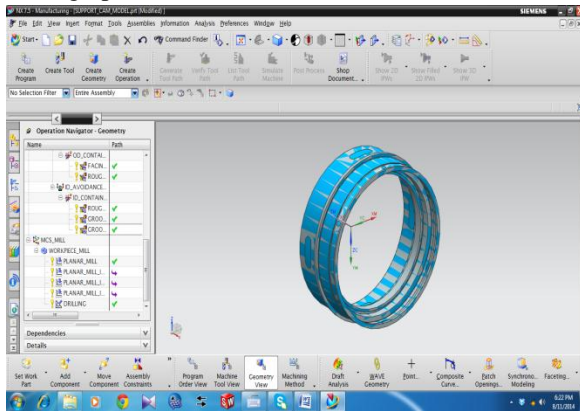 NX 7.5 - Manufacturing - [SUPPORT_CAM_MODEL.prt (Modified) ]
SIEMENS
File Edit View Insert Format Tools Assemblies Information Analysis Preferences Window Help
Start Command Finder
Create Program Create Tool Create Geometry Create Operation Generate Tool Path Verify Tool Path List Tool Path Simulate Machine Post Process Shop Document... Show 2D IPWs Show Filled 2D IPWs Show 3D IPW
No Selection Filter Entire Assembly
Operation Navigator - Geometry
Name Path
OD_CONTAI...
FACIN...
ROUG...
ID_AVOIDANCE...
ID_CONTAIN...
ROUG...
GROO...
GROO...
MCS_MILL
WORKPIECE_MILL
PLANAR_MILL
PLANAR_MILL_I...
PLANAR_MILL_I...
PLANAR_MILL_I...
DRILLING
Dependencies
Details
Set Work Part Add Component Move Component Assembly Constraints Program Order View Machine Tool View Geometry View Machining Method Draft Analysis WAVE Geometry Point... Composite Curve... Patch Openings... Synchrono... Modeling Faceting...
6:22 PM
8/11/2014